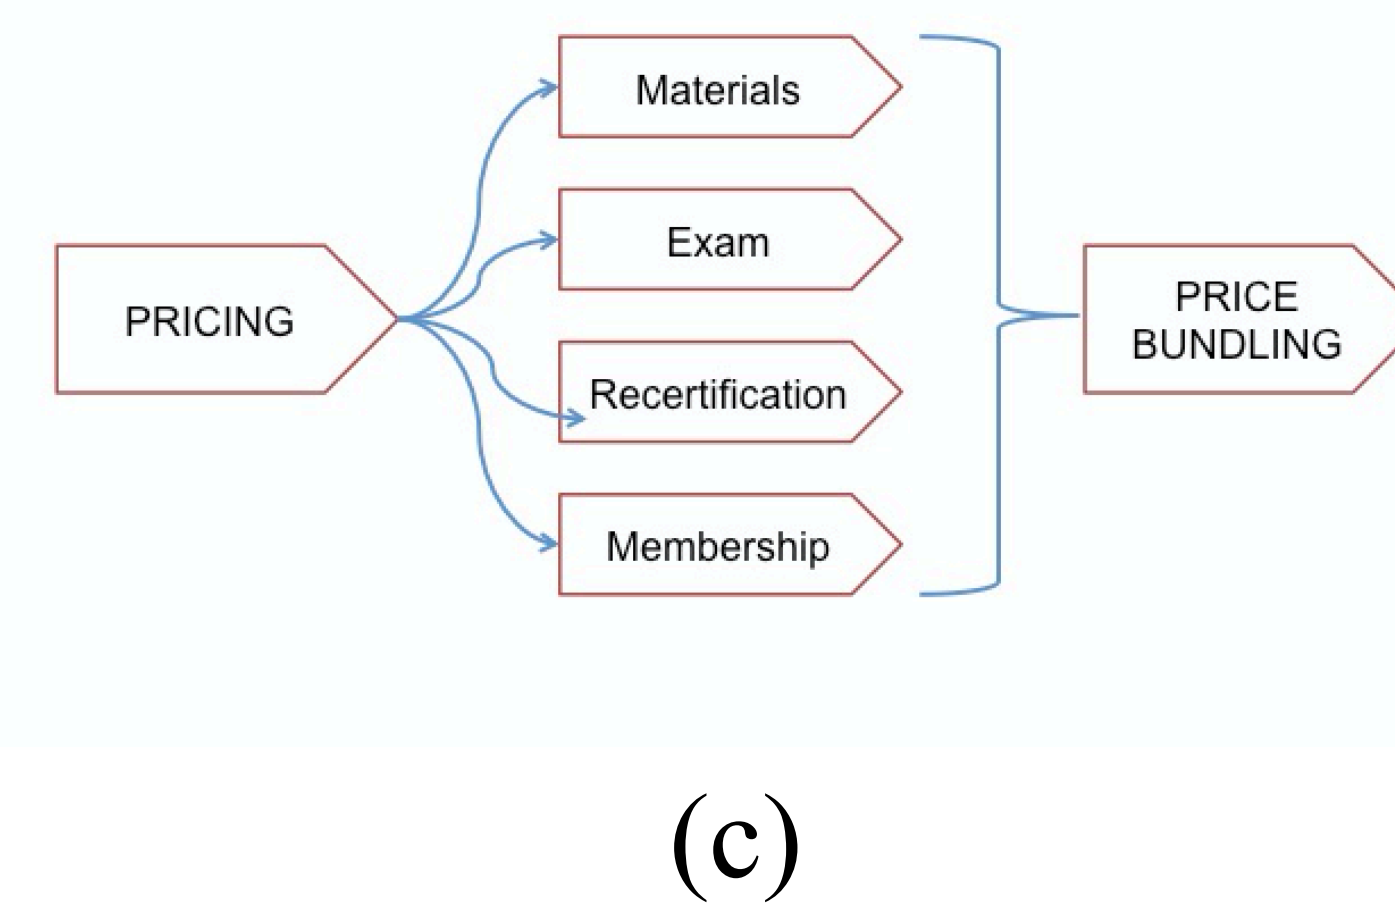 Materials
Exam
PRICING
PRICE
BUNDLING
Recertification
Membership
(c)